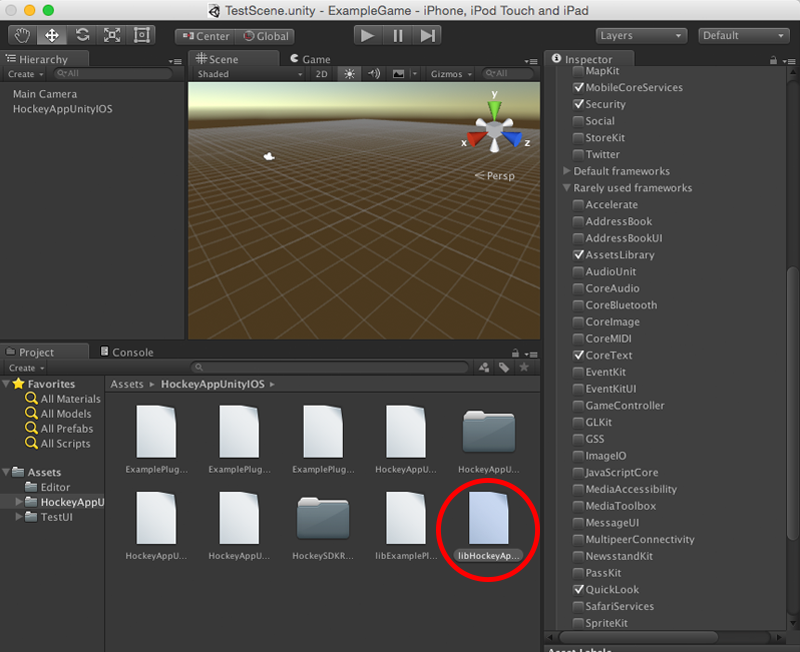 TestScene.unity - ExampleGame - iPhone, iPod Touch and iPad
Center Global
Layers
Default
Hierarchy
Create
All
Main Camera
HockeyAppUnityIOS
Scene
Game
Shaded
2D
Gizmos
All
y
x
z
Persp
Project
Console
Create
Favorites
All Materials
All Models
All Prefabs
All Scripts
Assets
Editor
HockeyAppU
TestUI
Assets HockeyAppUnityIOS
ExamplePlug...
ExamplePlug...
ExamplePlug...
HockeyAppU...
HockeyAppU...
HockeyAppU...
HockeyAppU...
HockeySDKR...
libExamplePl...
libHockeyAp...
Inspector
MapKit
MobileCoreServices
Security
Social
StoreKit
Twitter
Default frameworks
Rarely used frameworks
Accelerate
AddressBook
AddressBookUI
AssetsLibrary
AudioUnit
CoreAudio
CoreBluetooth
CoreImage
CoreMIDI
CoreText
EventKit
EventKitUI
GameController
GLKit
GSS
ImageIO
JavaScriptCore
MediaAccessibility
MediaToolbox
MessageUI
MultipeerConnectivity
NewsstandKit
PassKit
QuickLook
SafariServices
SpriteKit
Asset Labels